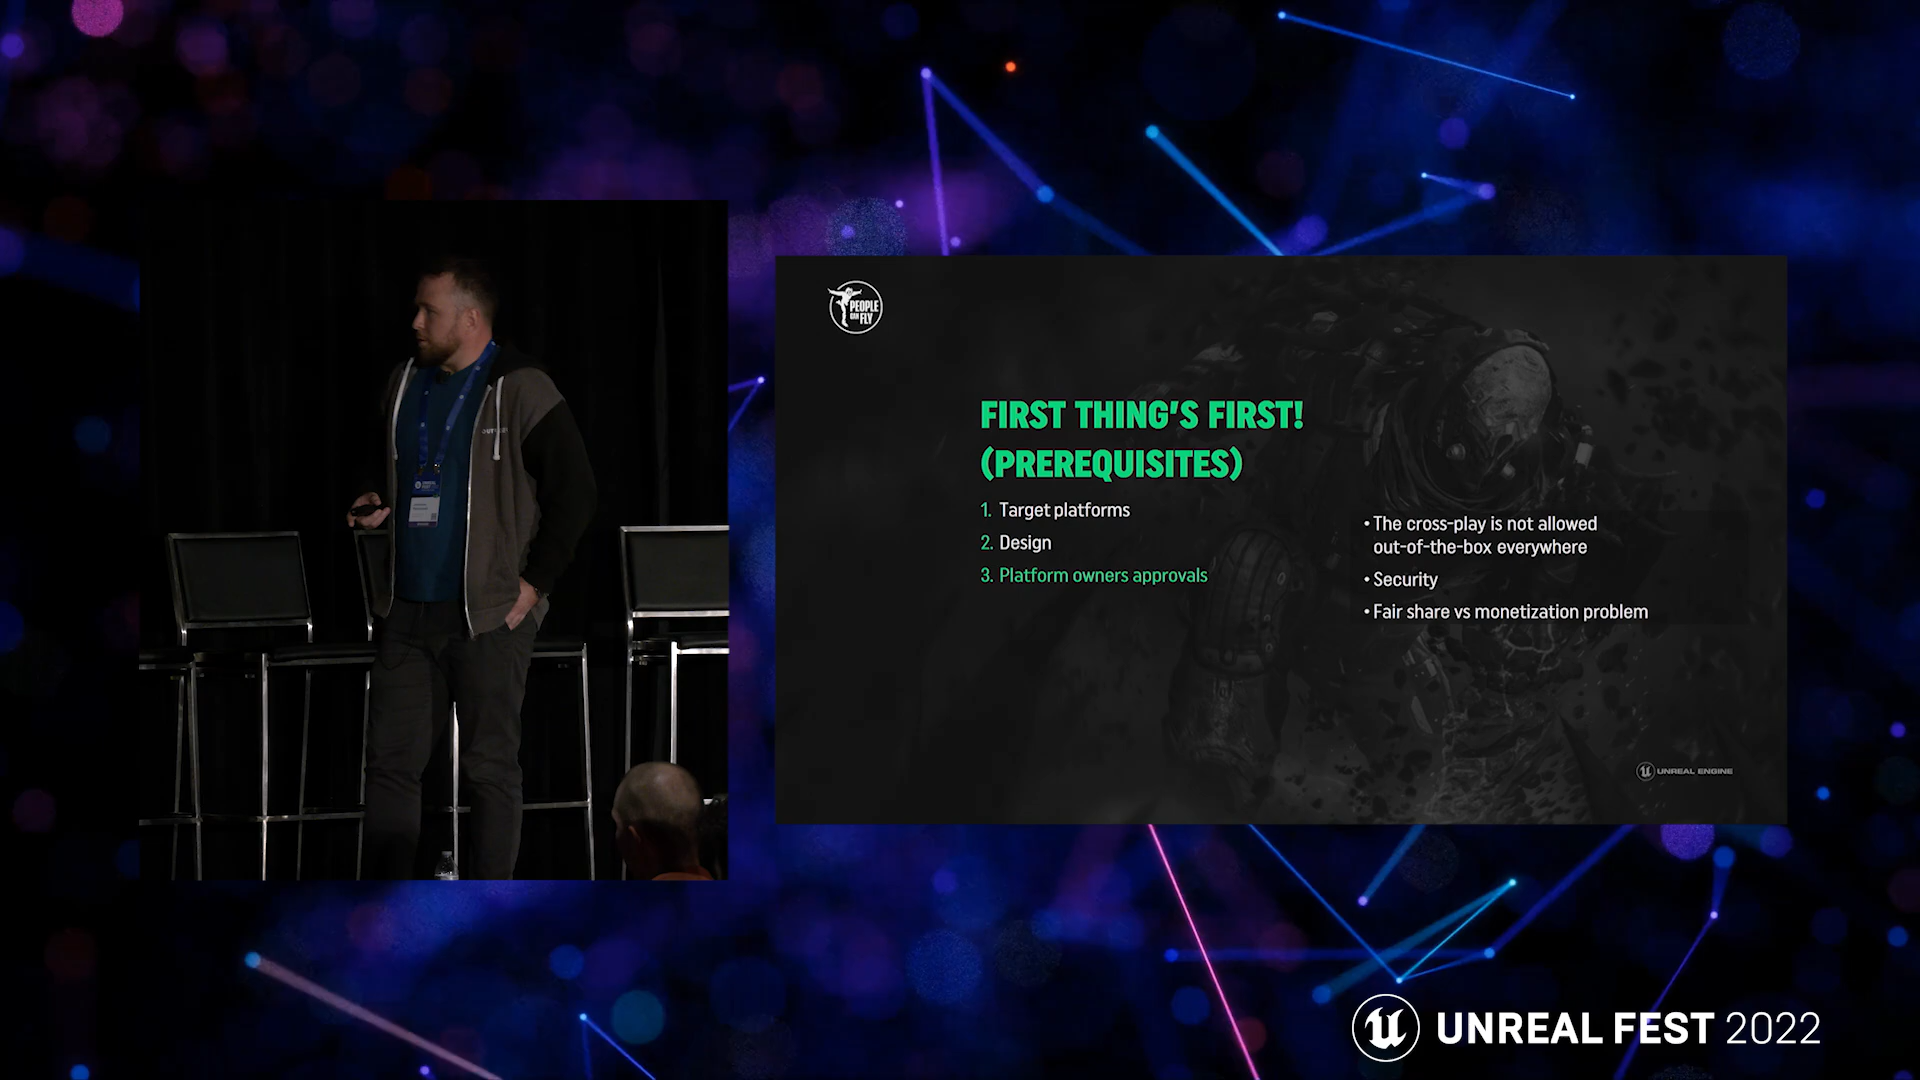 PEOPLE
CAN
FLY
FIRST THING'S FIRST!
(PREREQUISITES)
1. Target platforms
2. Design
3. Platform owners approvals
• The cross-play is not allowed
out-of-the-box everywhere
• Security
• Fair share vs monetization problem
UNREAL ENGINE
UNREAL
FEST
UNREAL FEST 2022